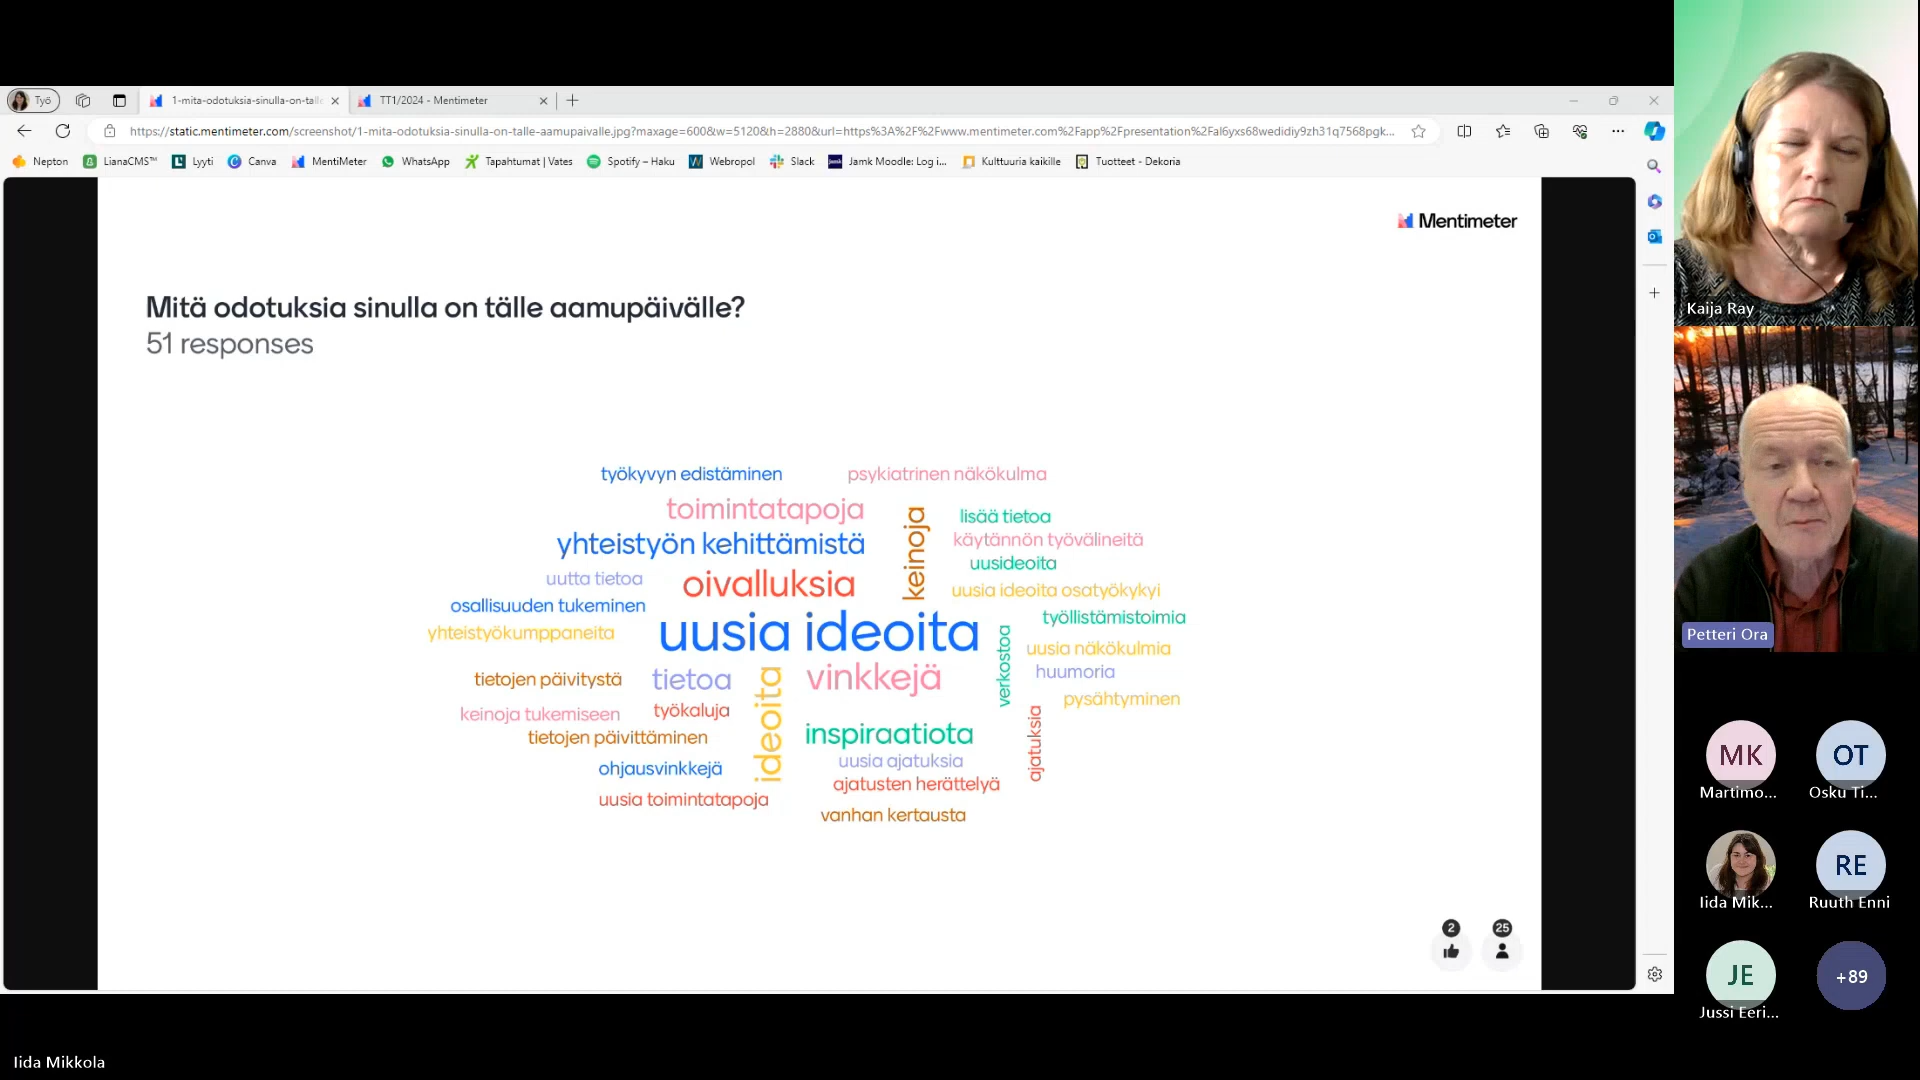 Työ
1-mita-odotuksia-sinulla-on-talle
TT1/2024 - Mentimeter
https://static.mentimeter.com/screenshot/1-mita-odotuksia-sinulla-on-talle-aamupaivalle.jpg?maxage=600&w=5120&h=2880&url=https%3A%2F%2Fwww.mentimeter.com%2Fapp%2Fpresentation%2Fal6yxs68wedidiy9zh31q7568pgk...
Nepton LianaCMS™ Lyyti Canva MentiMeter WhatsApp Tapahtumat | Vates Spotify – Haku Webropol Slack Jamk Moodle: Log i... Kulttuuria kaikille Tuotteet - Dekoria
Mentimeter
Mitä odotuksia sinulla on tälle aamupäivälle?
51 responses
työkyvyn edistäminen
psykiatrinen näkökulma
toimintatapoja
keinoja
lisää tietoa
yhteistyön kehittämistä
käytännön työvälineitä
uusideoita
uutta tietoa
oivalluksia
uusia ideoita osatyökykyi
osallisuuden tukeminen
työllistämistoimia
yhteistyökumppaneita
uusia ideoita
verkostoa
uusia näkökulmia
huumoria
tietojen päivitystä
tietoa
ideoita
vinkkejä
pysähtyminen
keinoja tukemiseen
työkaluja
ajatuksia
tietojen päivittäminen
inspiraatiota
uusia ajatuksia
ohjausvinkkejä
ajatusten herättelyä
uusia toimintatapoja
vanhan kertausta
2 25
Kaija Ray
Petteri Ora
MK OT
Martimo... Osku Ti...
RE
Iida Mik... Ruuth Enni
JE +89
Jussi Eeri...
Iida Mikkola